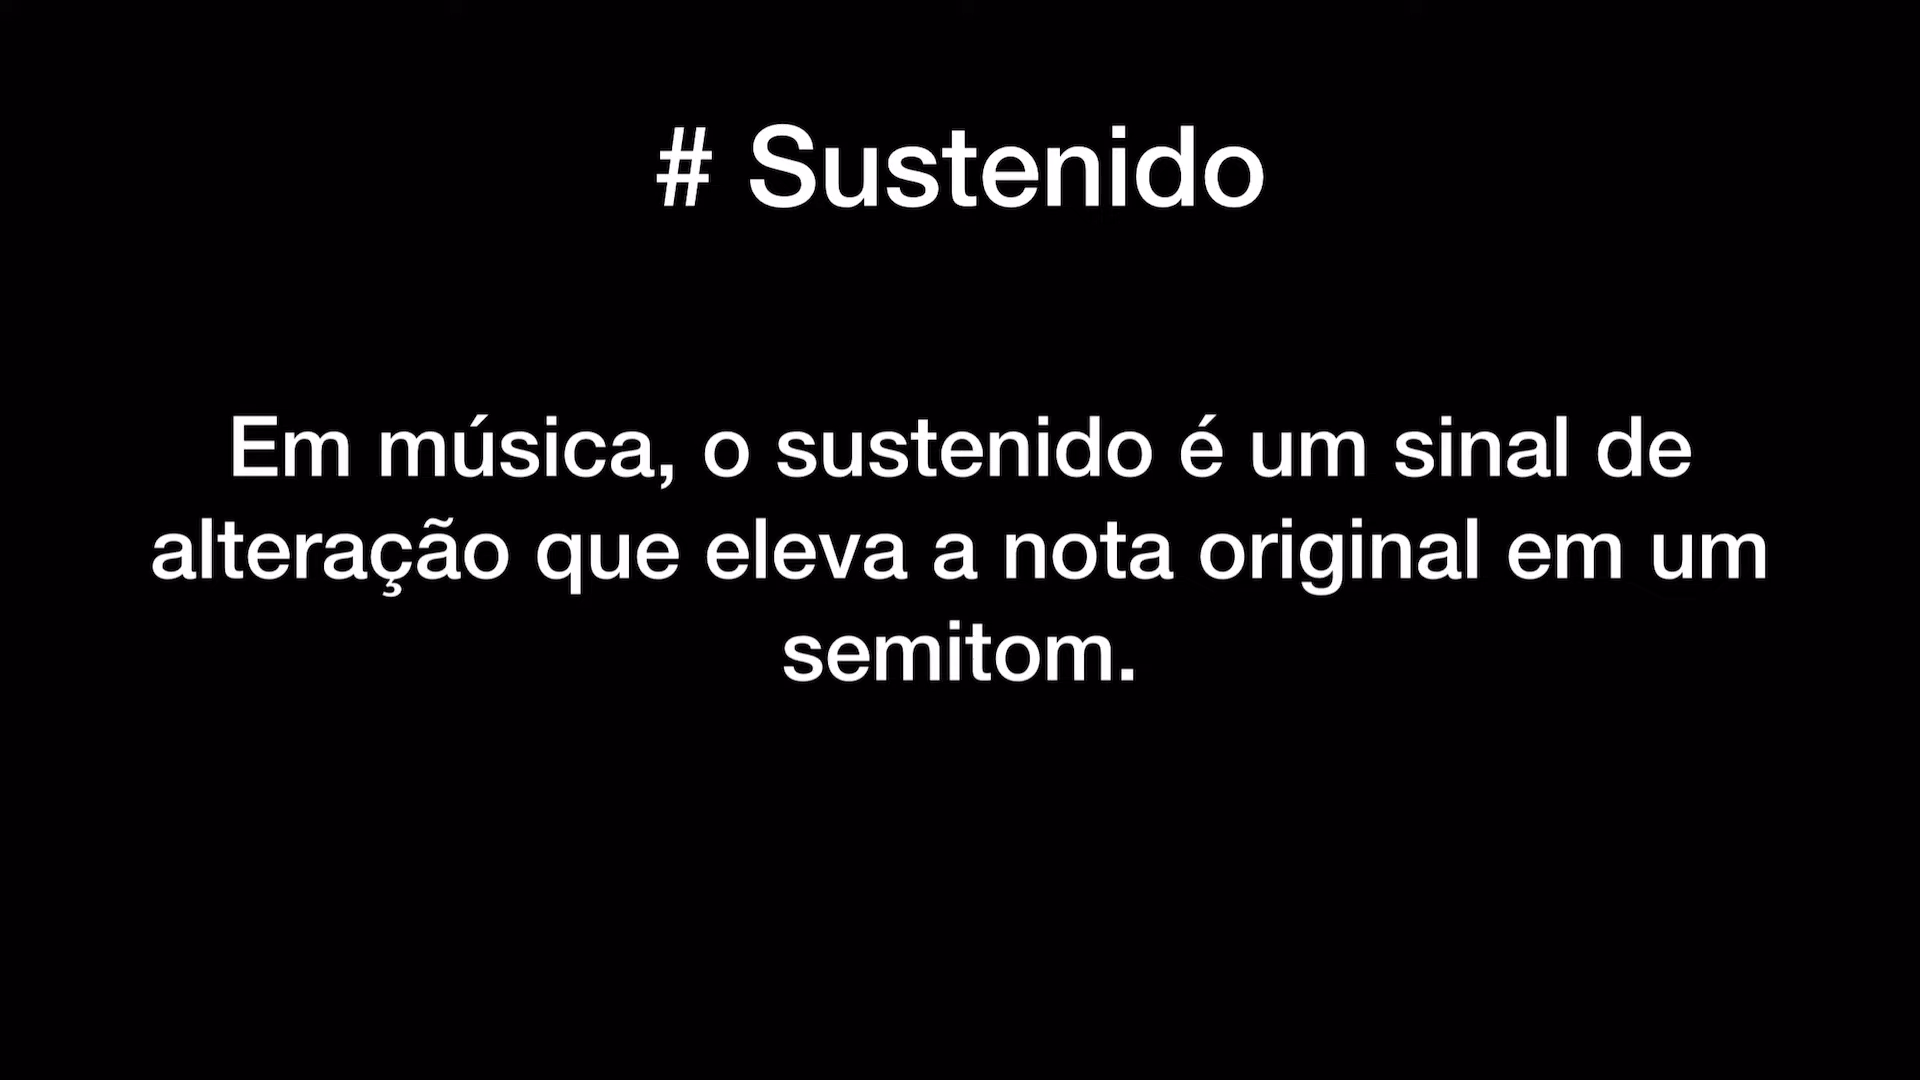 # Sustenido
Em música, o sustenido é um sinal de
alteração que eleva a nota original em um
semitom.